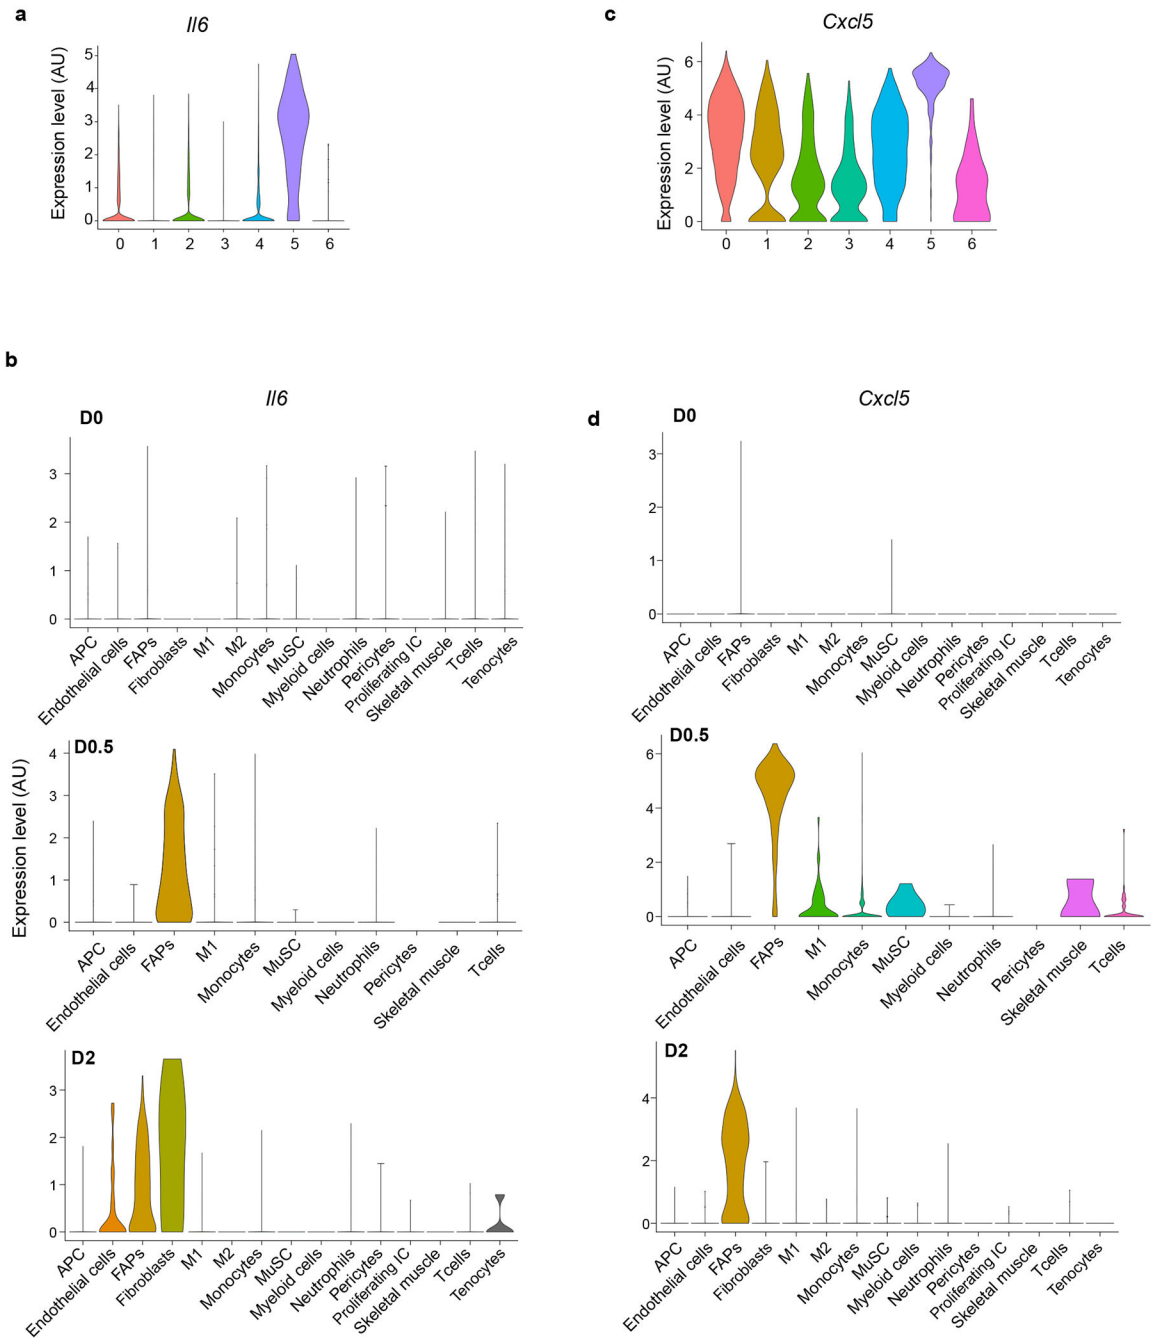 a
Il6
Expression level (AU)
5
4
3
2
1
0
0 1 2 3 4 5 6
c
Cxcl5
Expression level (AU)
6
4
2
0
0 1 2 3 4 5 6
b
Il6
D0
3
2
1
0
APC Endothelial cells FAPs Fibroblasts M1 M2 Monocytes MuSC Myeloid cells Neutrophils Pericytes Proliferating IC Skeletal muscle Tcells Tenocytes
Expression level (AU)
D0.5
4
3
2
1
0
APC Endothelial cells FAPs M1 Monocytes MuSC Myeloid cells Neutrophils Pericytes Skeletal muscle Tcells
D2
3
2
1
0
APC Endothelial cells FAPs Fibroblasts M1 M2 Monocytes MuSC Myeloid cells Neutrophils Pericytes Proliferating IC Skeletal muscle Tcells Tenocytes
d
Cxcl5
D0
3
2
1
0
APC Endothelial cells FAPs Fibroblasts M1 M2 Monocytes MuSC Myeloid cells Neutrophils Pericytes Proliferating IC Skeletal muscle Tcells Tenocytes
D0.5
6
4
2
0
APC Endothelial cells FAPs M1 Monocytes MuSC Myeloid cells Neutrophils Pericytes Skeletal muscle Tcells
D2
4
2
0
APC Endothelial cells FAPs Fibroblasts M1 M2 Monocytes MuSC Myeloid cells Neutrophils Pericytes Proliferating IC Skeletal muscle Tcells Tenocytes